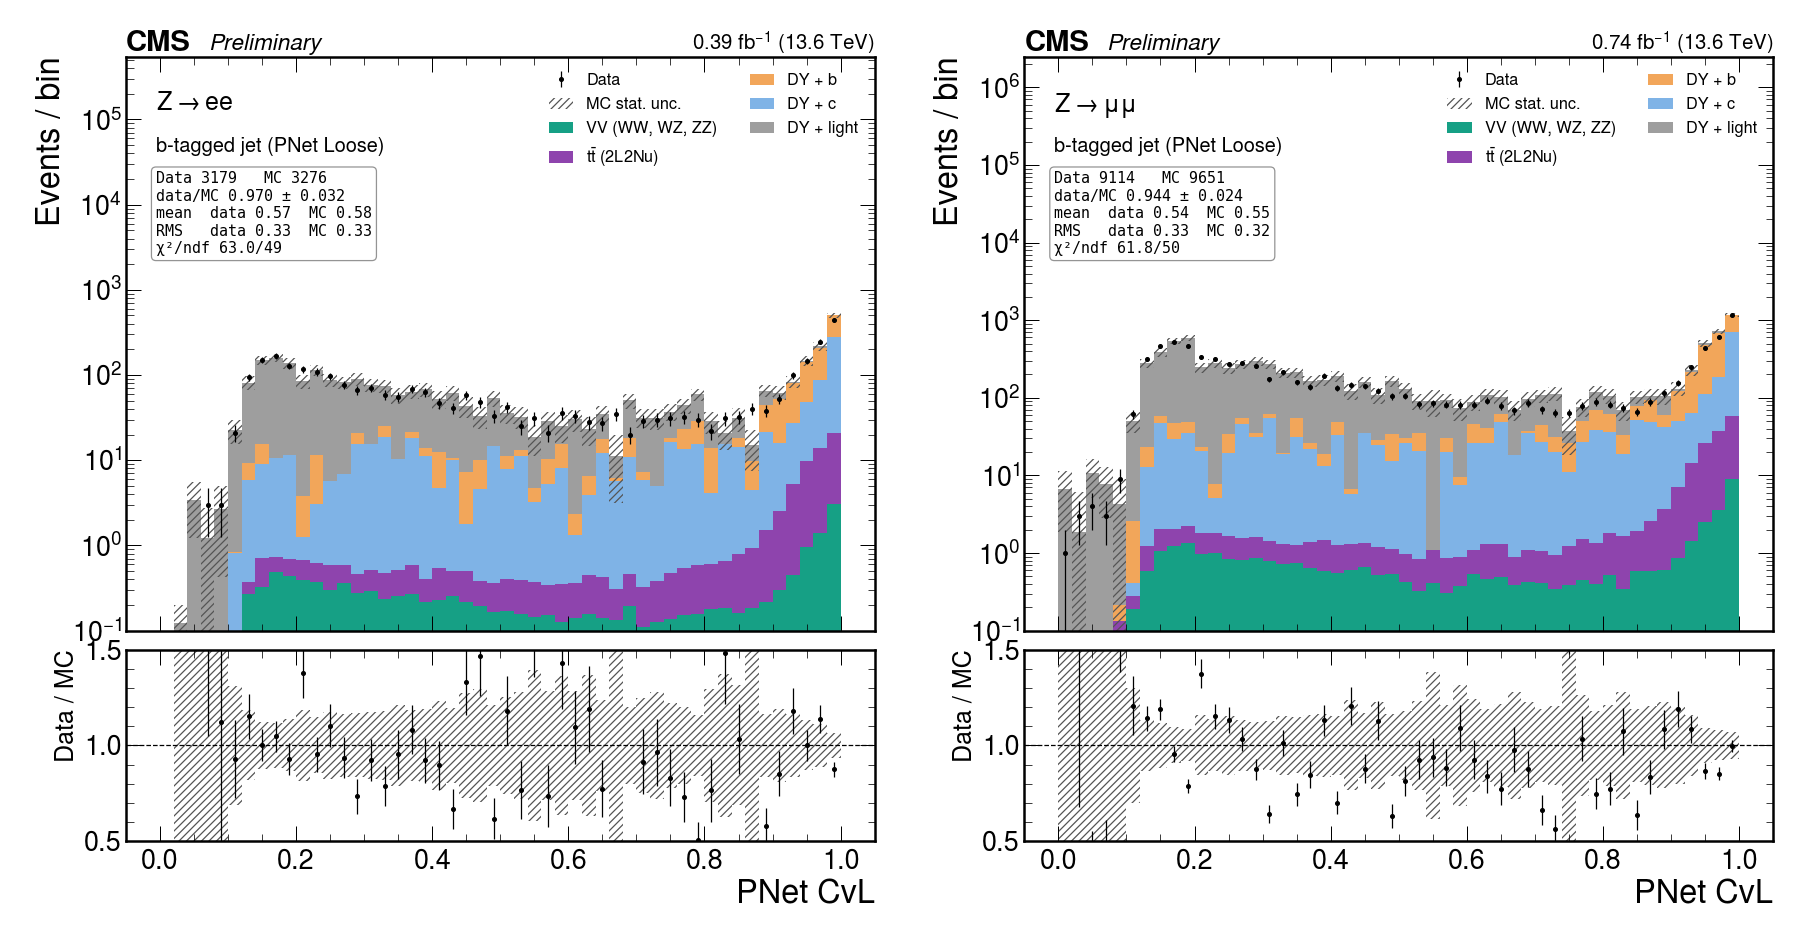 CMS Preliminary 0.39 fb⁻¹ (13.6 TeV)
Events / bin
Z → ee
b-tagged jet (PNet Loose)
Data 3179 MC 3276
data/MC 0.970 ± 0.032
mean data 0.57 MC 0.58
RMS data 0.33 MC 0.33
χ²/ndf 63.0/49
Data
MC stat. unc.
VV (WW, WZ, ZZ)
tt̄ (2L2Nu)
DY + b
DY + c
DY + light
10⁵
10⁴
10³
10²
10¹
10⁰
10⁻¹
Data / MC
1.5
1.0
0.5
0.0 0.2 0.4 0.6 0.8 1.0
PNet CvL
CMS Preliminary 0.74 fb⁻¹ (13.6 TeV)
Events / bin
Z → μμ
b-tagged jet (PNet Loose)
Data 9114 MC 9651
data/MC 0.944 ± 0.024
mean data 0.54 MC 0.55
RMS data 0.33 MC 0.32
χ²/ndf 61.8/50
Data
MC stat. unc.
VV (WW, WZ, ZZ)
tt̄ (2L2Nu)
DY + b
DY + c
DY + light
10⁶
10⁵
10⁴
10³
10²
10¹
10⁰
10⁻¹
Data / MC
1.5
1.0
0.5
0.0 0.2 0.4 0.6 0.8 1.0
PNet CvL